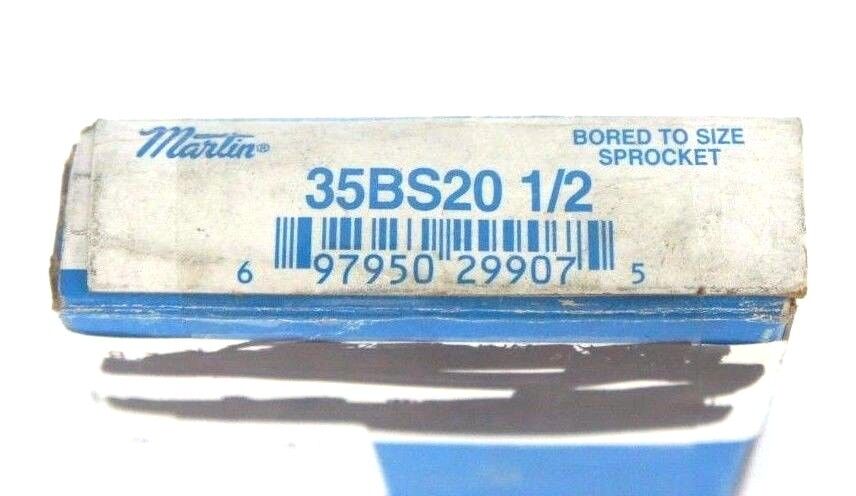 Martin®
BORED TO SIZE
SPROCKET
35BS20 1/2
6 97950 29907 5